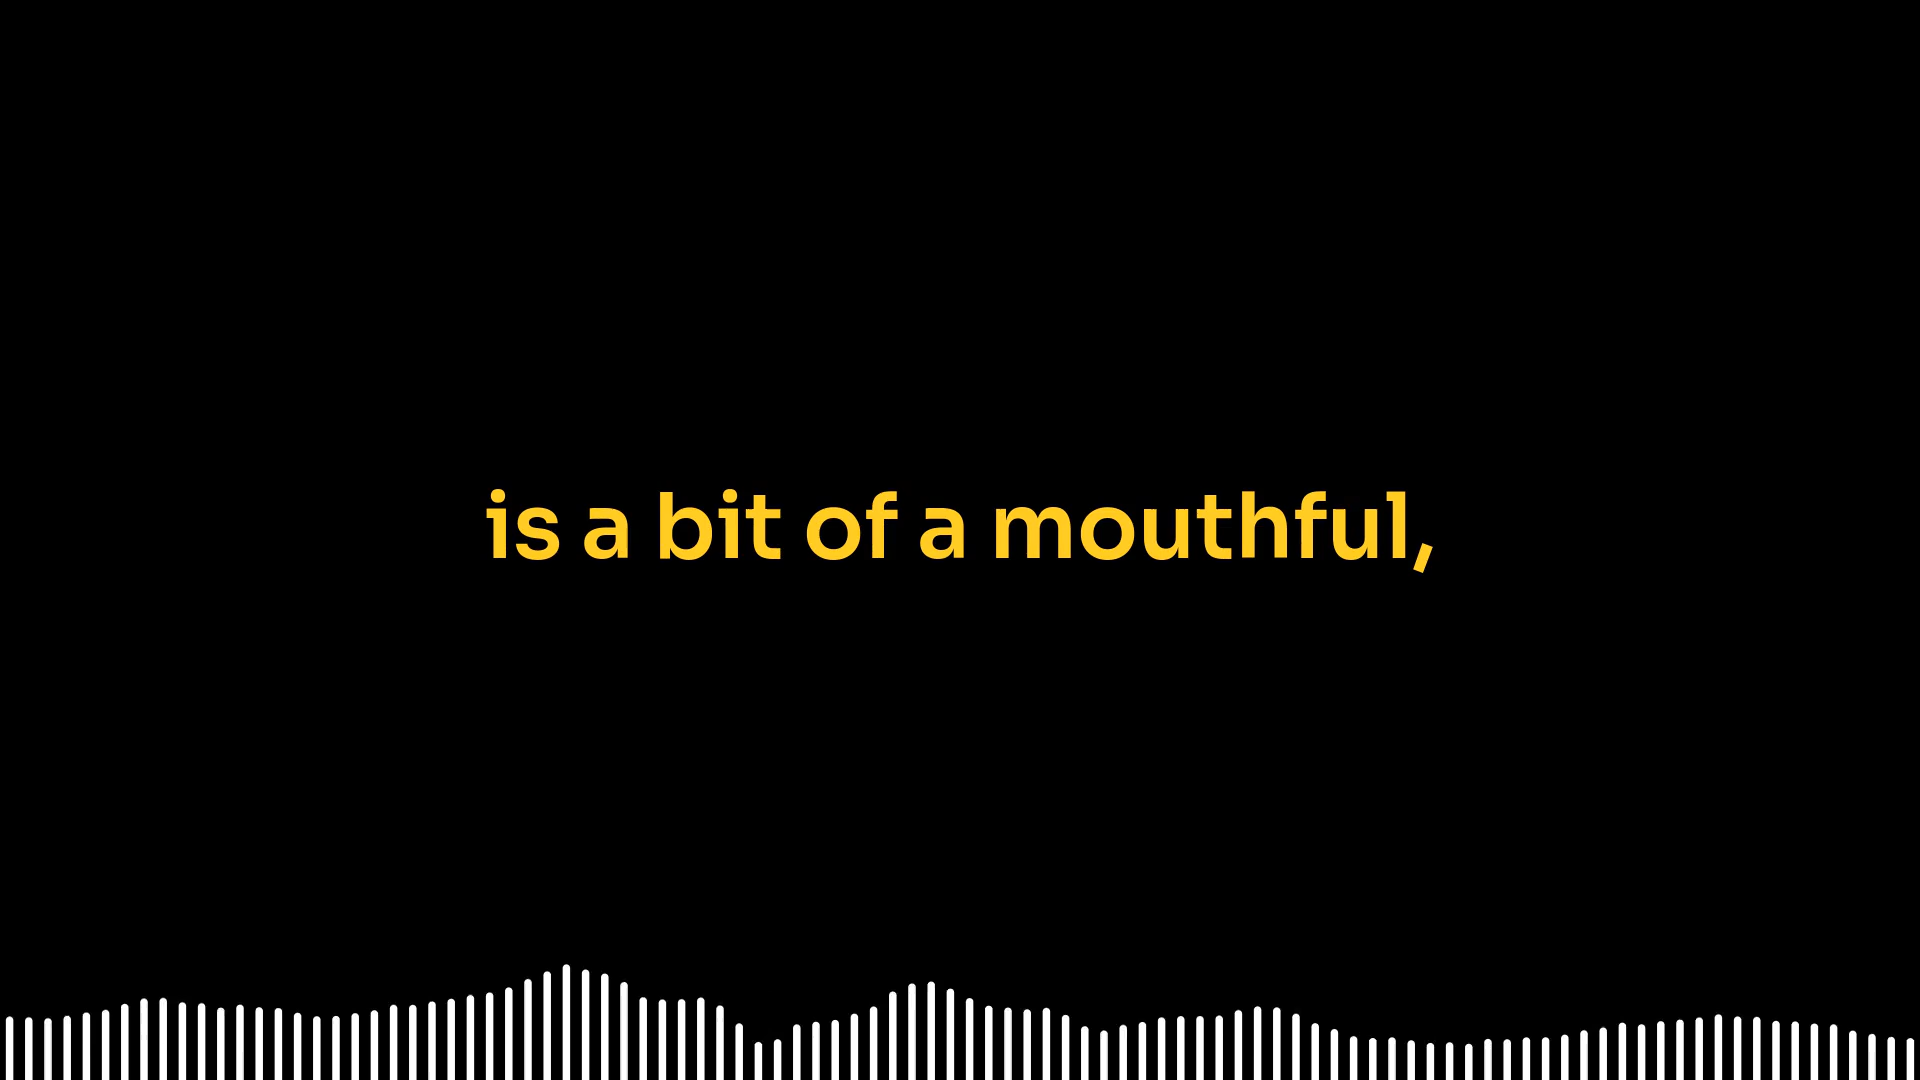 is a bit of a mouthful,